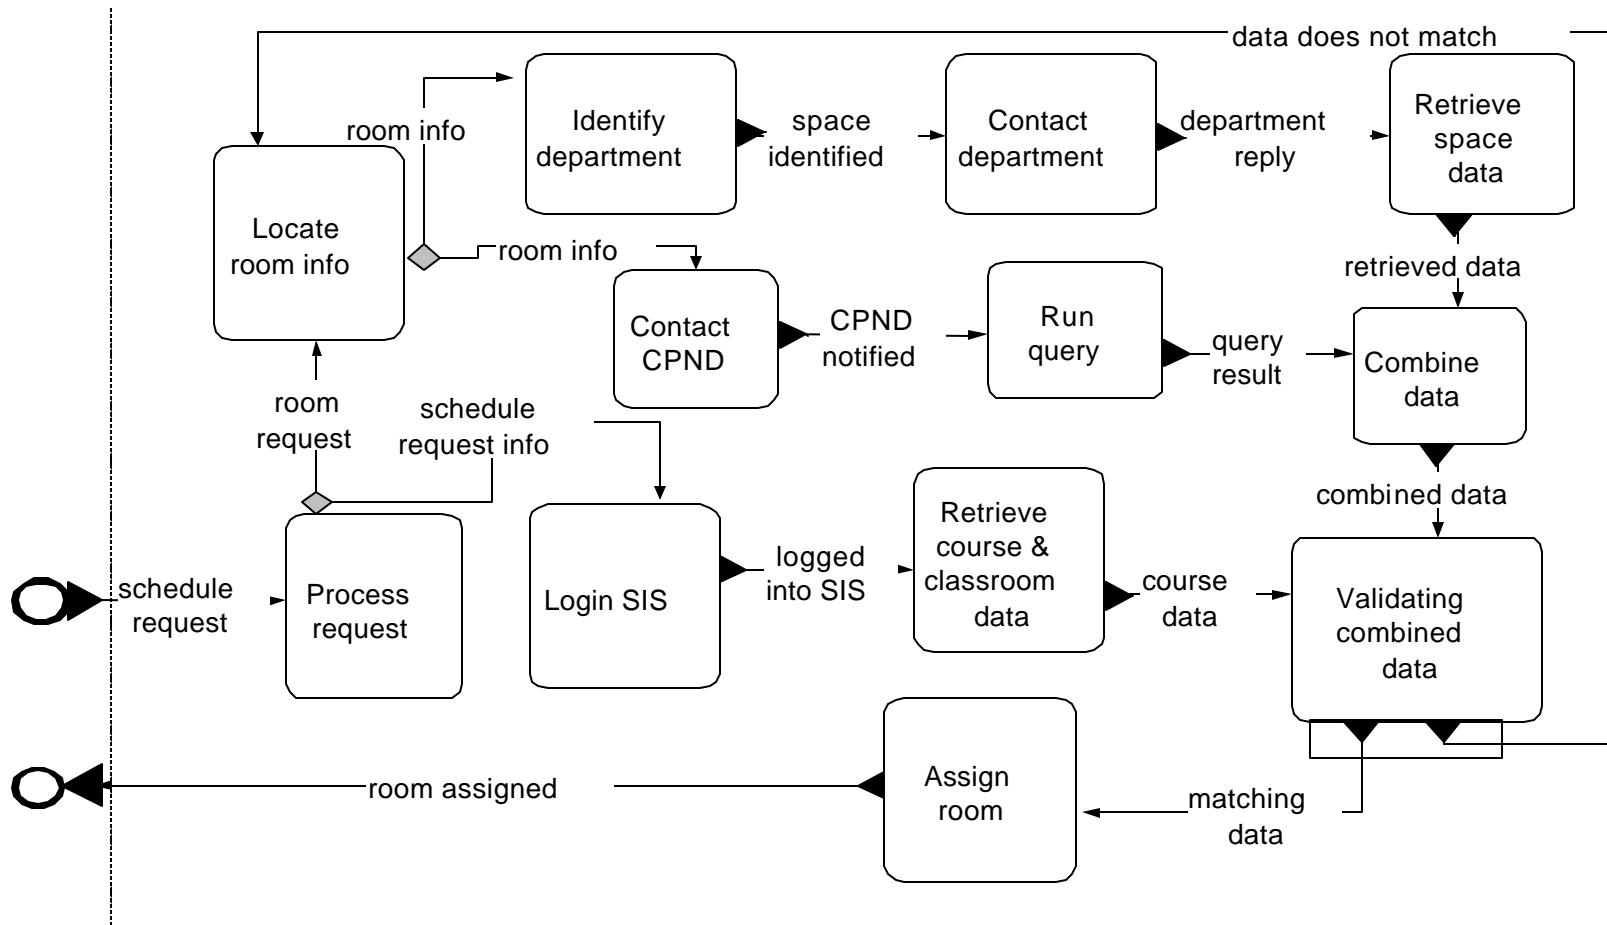 data does not match
room info
Identify
department
space
identified
Contact
department
department
reply
Retrieve
space
data
Locate
room info
room info
retrieved data
Contact
CPND
CPND
notified
Run
query
query
result
Combine
data
room
request
schedule
request info
combined data
schedule
request
Process
request
Login SIS
logged
into SIS
Retrieve
course &
classroom
data
course
data
Validating
combined
data
room assigned
Assign
room
matching
data